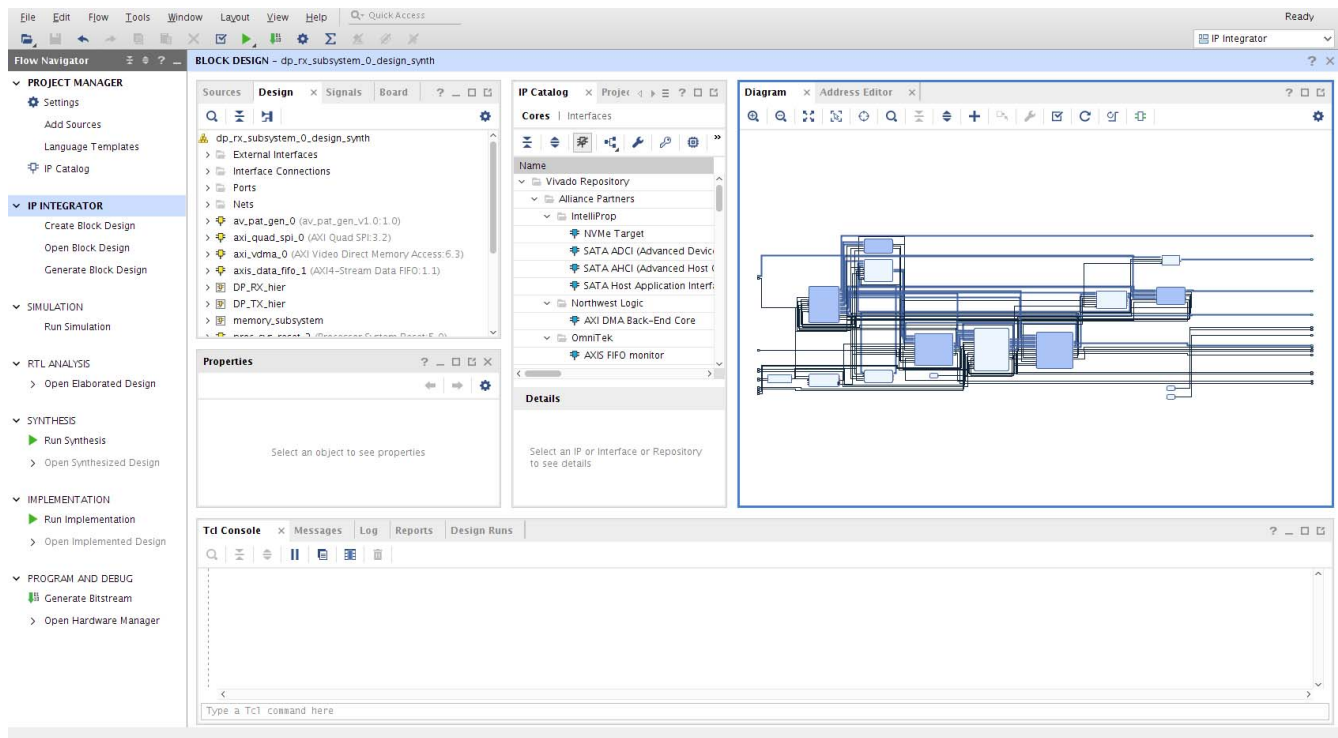 File Edit Flow Tools Window Layout View Help Quick Access Ready
IP Integrator
Flow Navigator
PROJECT MANAGER
Settings
Add Sources
Language Templates
IP Catalog
IP INTEGRATOR
Create Block Design
Open Block Design
Generate Block Design
SIMULATION
Run Simulation
RTL ANALYSIS
Open Elaborated Design
SYNTHESIS
Run Synthesis
Open Synthesized Design
IMPLEMENTATION
Run Implementation
Open Implemented Design
PROGRAM AND DEBUG
Generate Bitstream
Open Hardware Manager
BLOCK DESIGN - dp_rx_subsystem_0_design_synth
Sources Design Signals Board
dp_rx_subsystem_0_design_synth
External Interfaces
Interface Connections
Ports
Nets
av_pat_gen_0 (av_pat_gen_v1.0:1.0)
axi_quad_spi_0 (AXI Quad SPI:3.2)
axi_vdma_0 (AXI Video Direct Memory Access:6.3)
axis_data_fifo_1 (AXI4-Stream Data FIFO:1.1)
DP_RX_hier
DP_TX_hier
memory_subsystem
Properties
Select an object to see properties
IP Catalog Projec
Cores | Interfaces
Name
Vivado Repository
Alliance Partners
IntelliProp
NVMe Target
SATA ADCI (Advanced Device
SATA AHCI (Advanced Host
SATA Host Application Interf
Northwest Logic
AXI DMA Back-End Core
OmniTek
AXIS FIFO monitor
Details
Select an IP or Interface or Repository
to see details
Diagram Address Editor
Tcl Console Messages Log Reports Design Runs
Type a Tcl command here